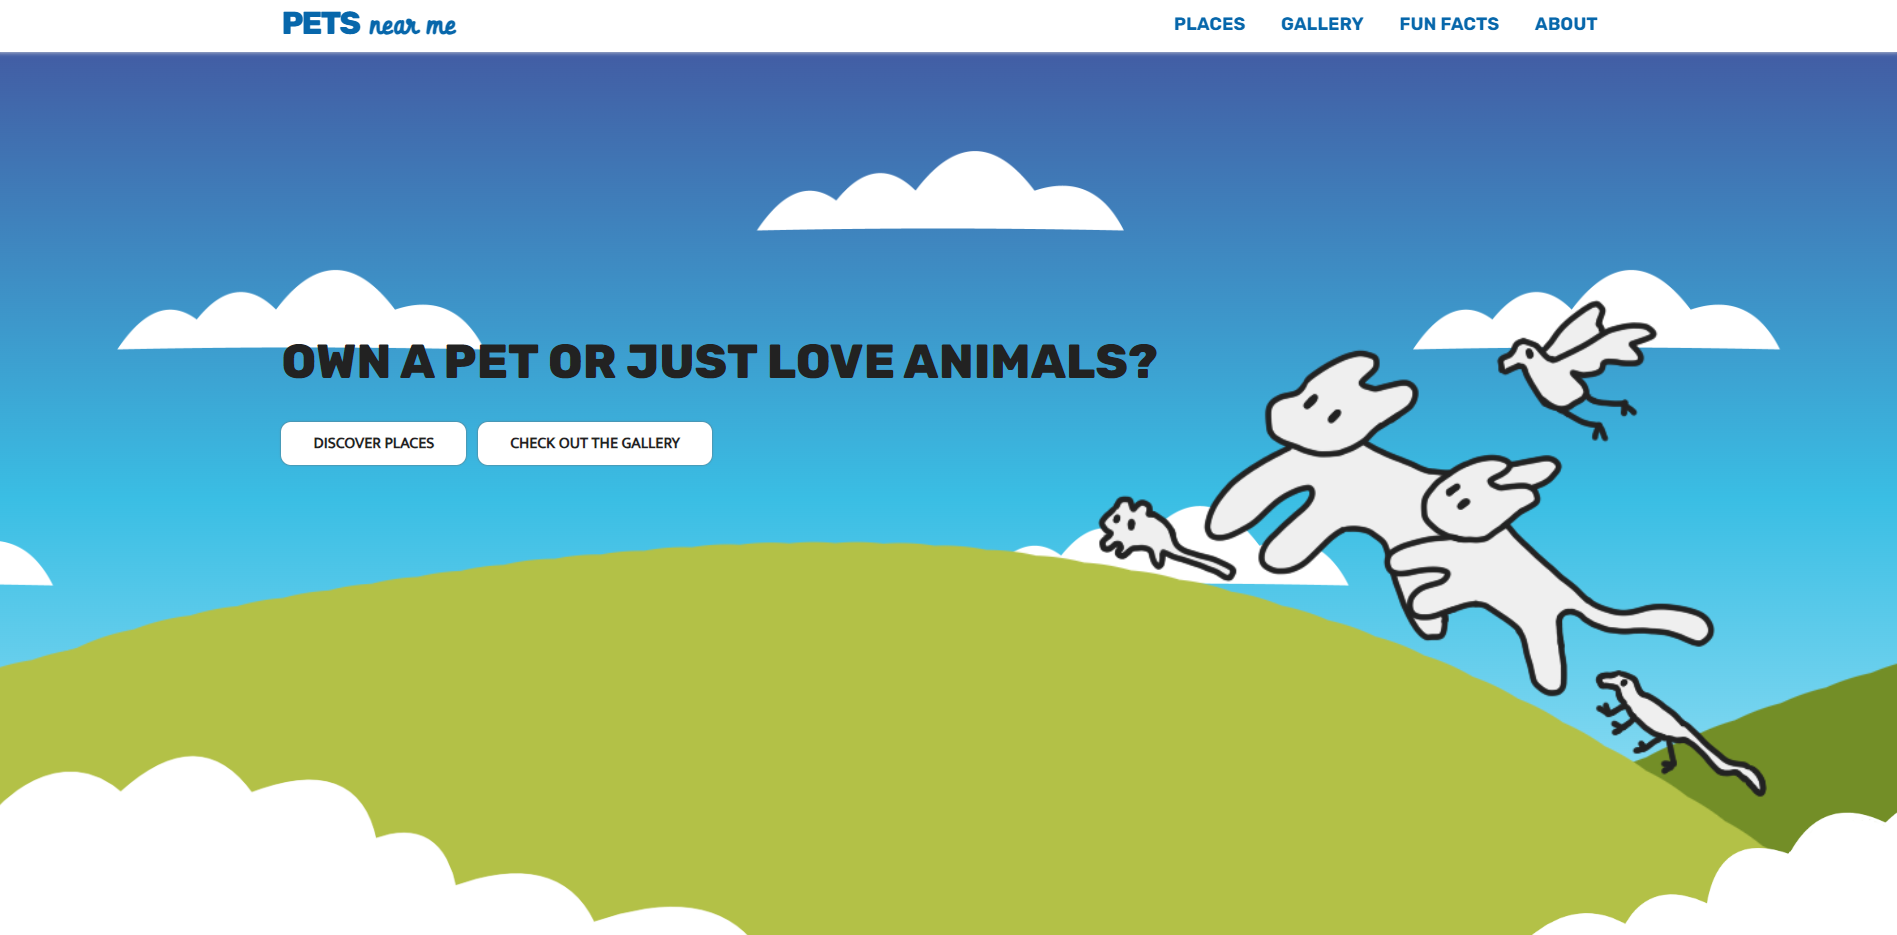 PETS near me
PLACES GALLERY FUN FACTS ABOUT
OWN A PET OR JUST LOVE ANIMALS?
DISCOVER PLACES
CHECK OUT THE GALLERY